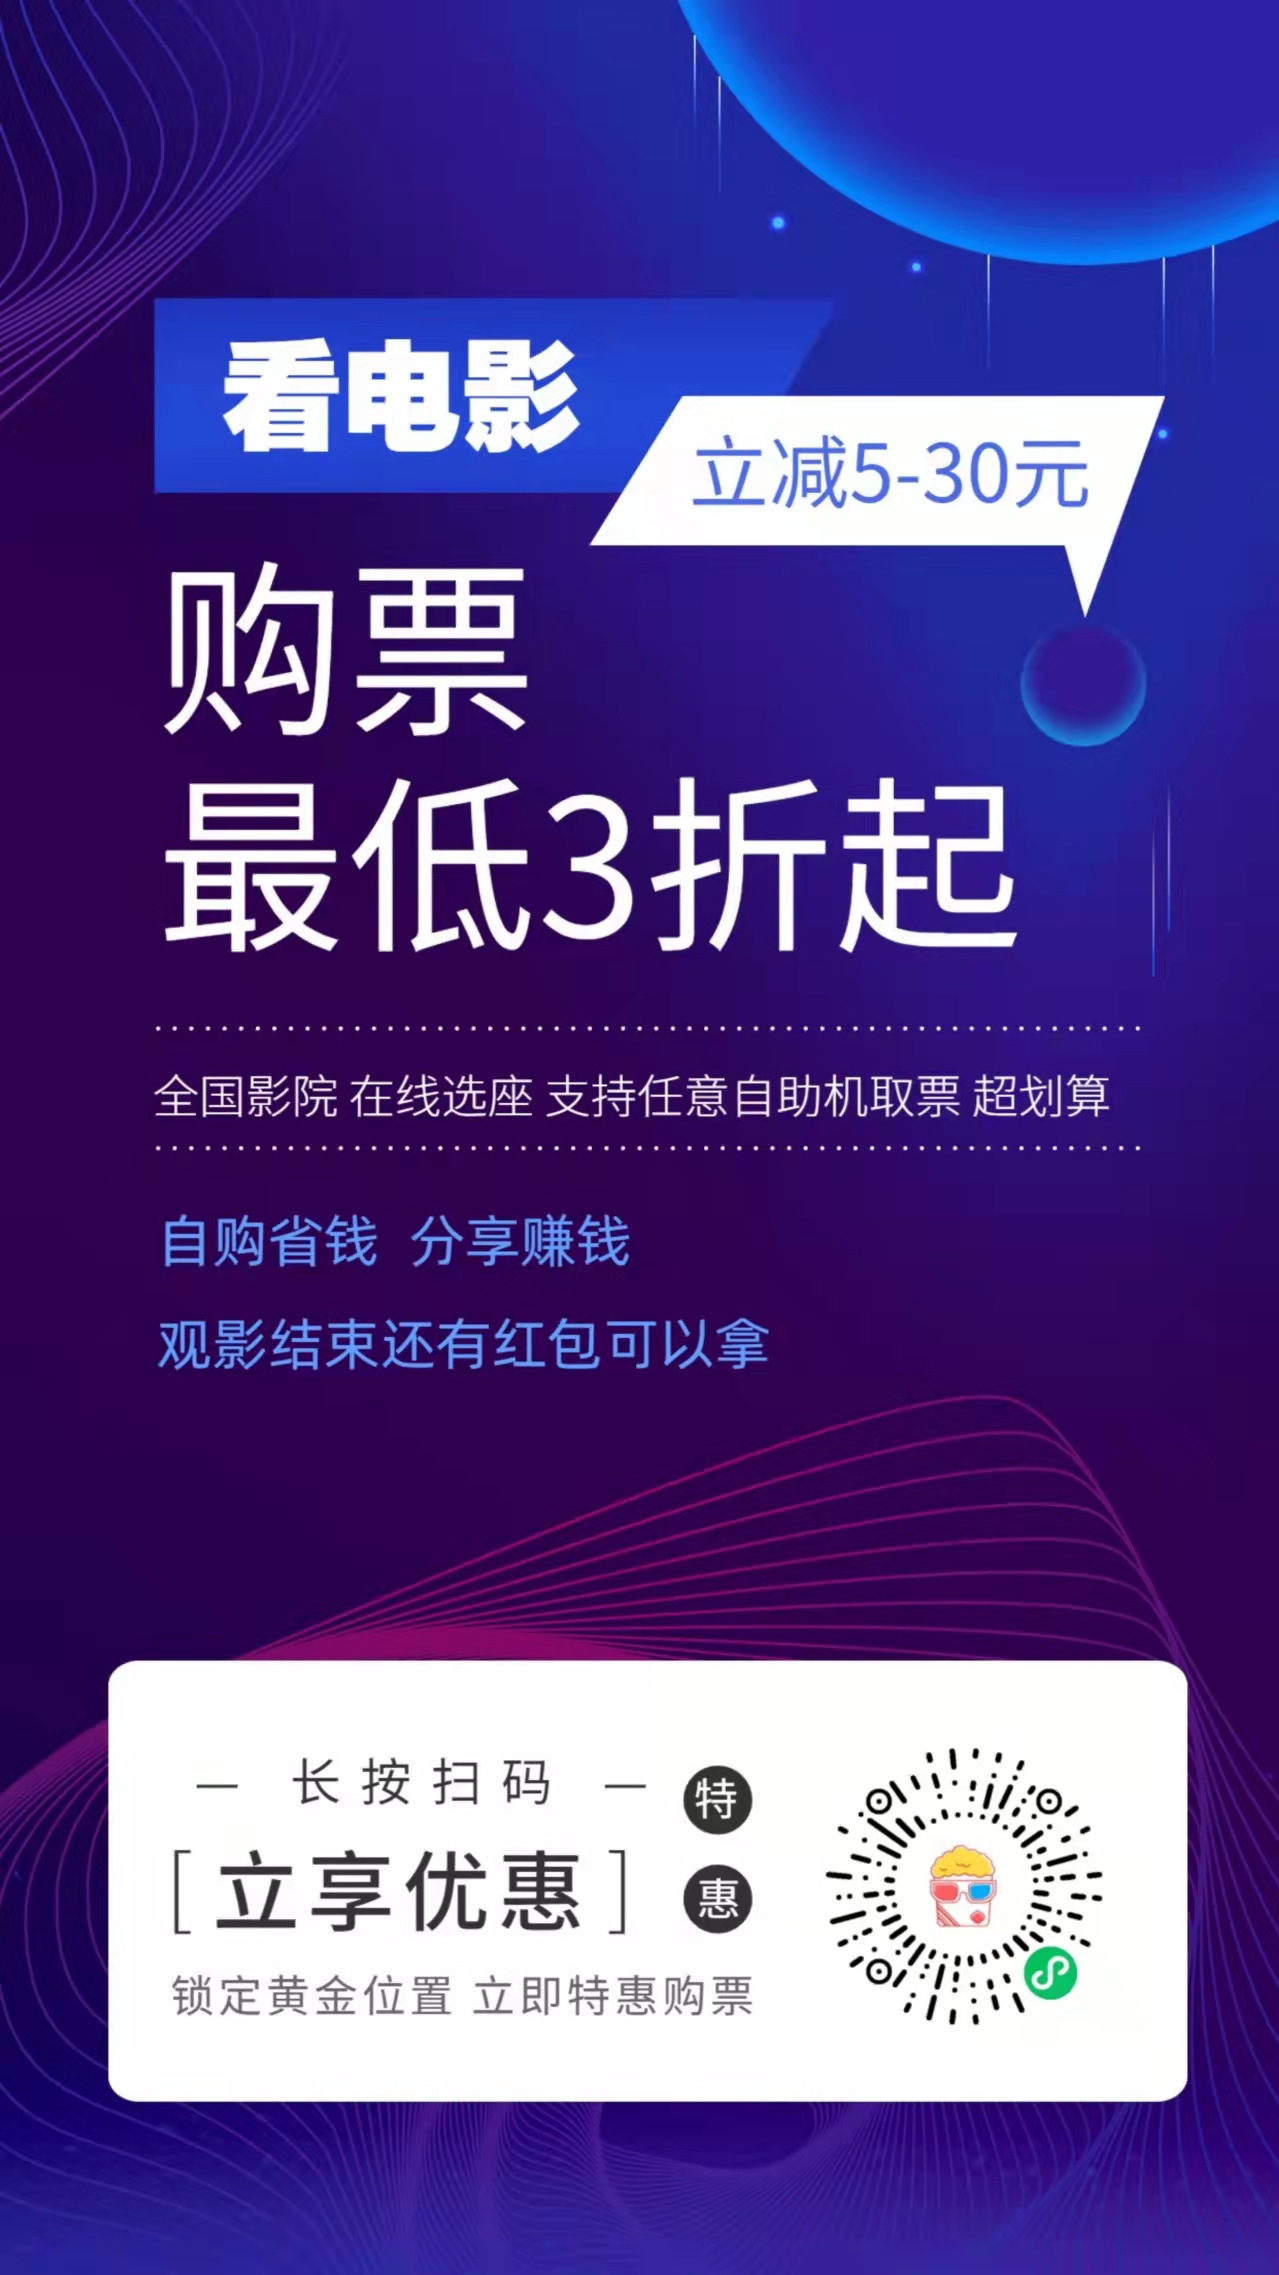 看电影
立减5-30元
购票
最低3折起
全国影院 在线选座 支持任意自助机取票 超划算
自购省钱 分享赚钱
观影结束还有红包可以拿
— 长按扫码 —
[立享优惠]
特惠
锁定黄金位置 立即特惠购票